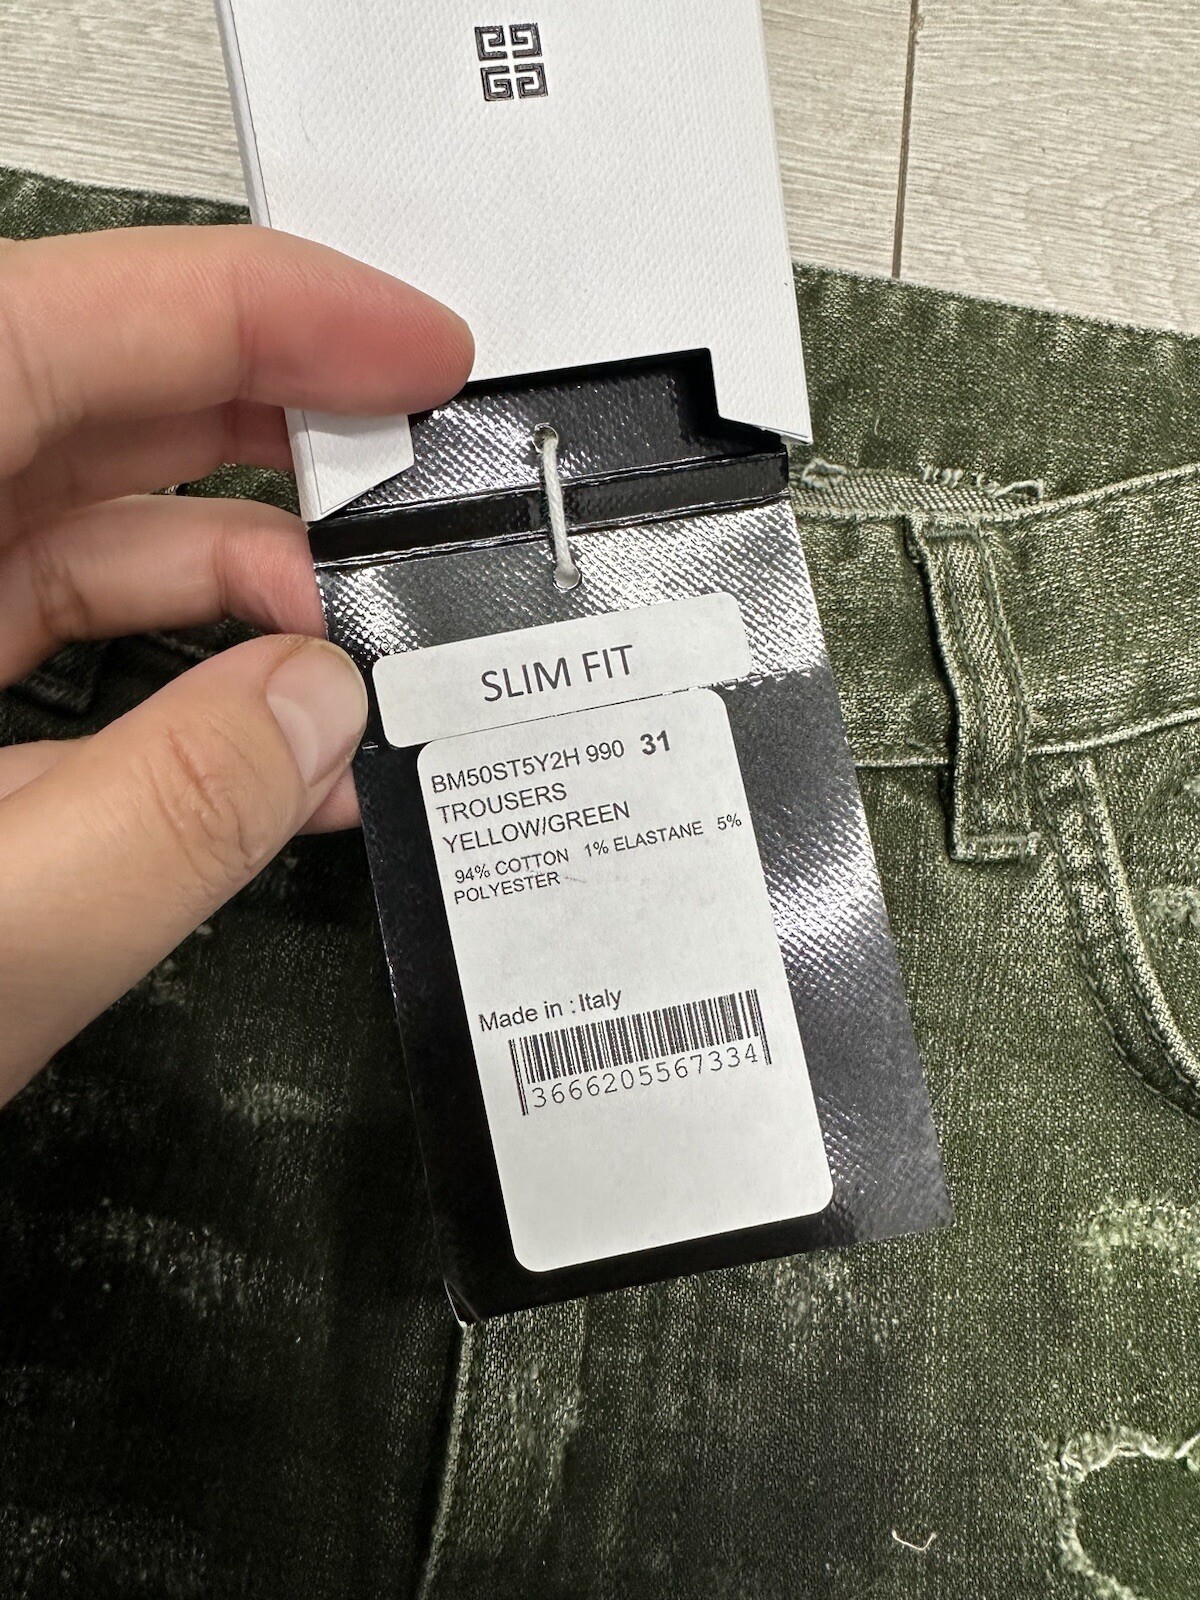 SLIM FIT
BM50ST5Y2H 990 31
TROUSERS
YELLOW/GREEN
94% COTTON 1% ELASTANE 5%
POLYESTER
Made in : Italy
3666205567334